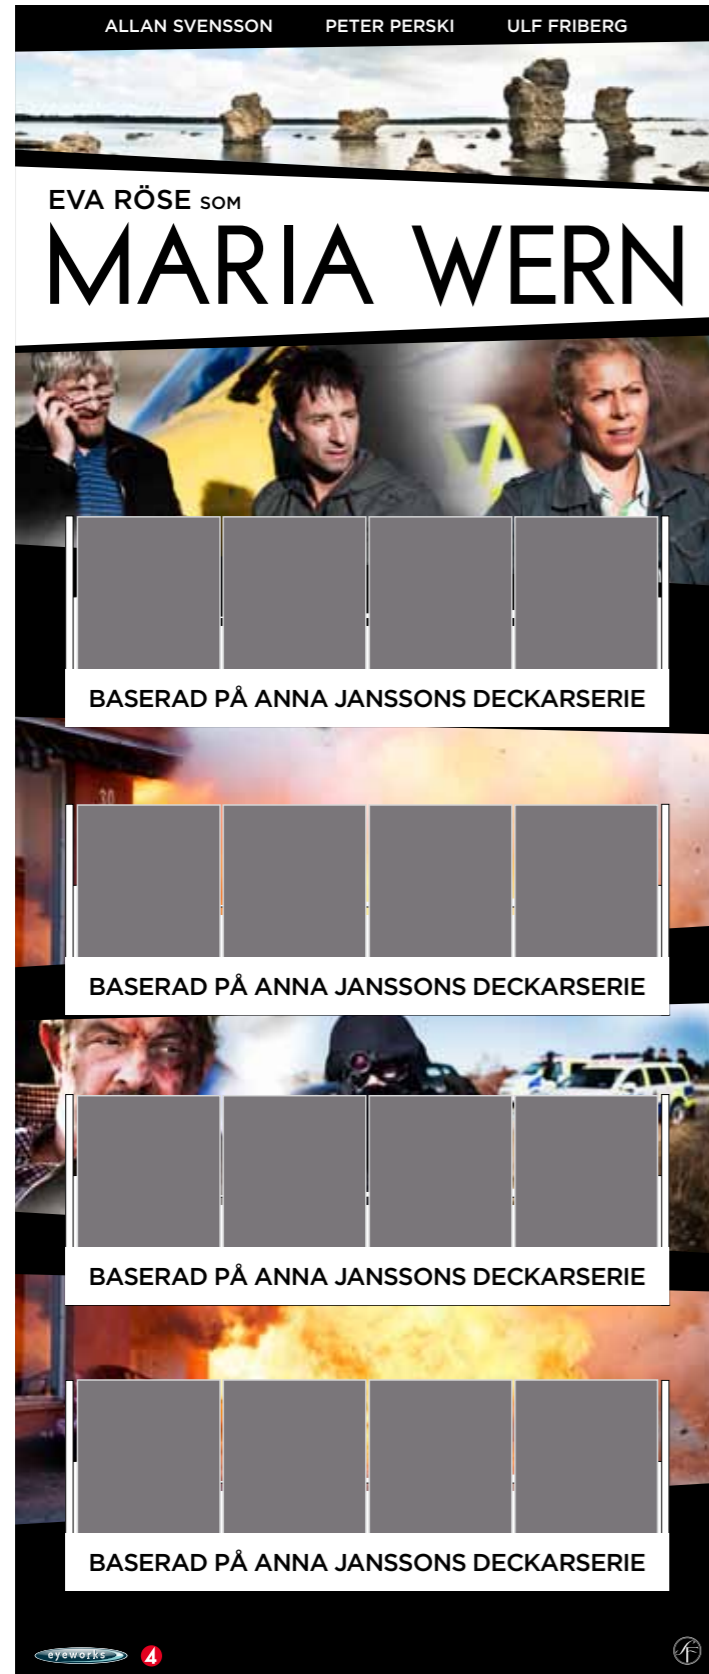 ALLAN SVENSSON PETER PERSKI ULF FRIBERG
EVA RÖSE SOM
MARIA WERN
BASERAD PÅ ANNA JANSSONS DECKARSERIE
30
BASERAD PÅ ANNA JANSSONS DECKARSERIE
BASERAD PÅ ANNA JANSSONS DECKARSERIE
BASERAD PÅ ANNA JANSSONS DECKARSERIE
eyeworks 4 SF